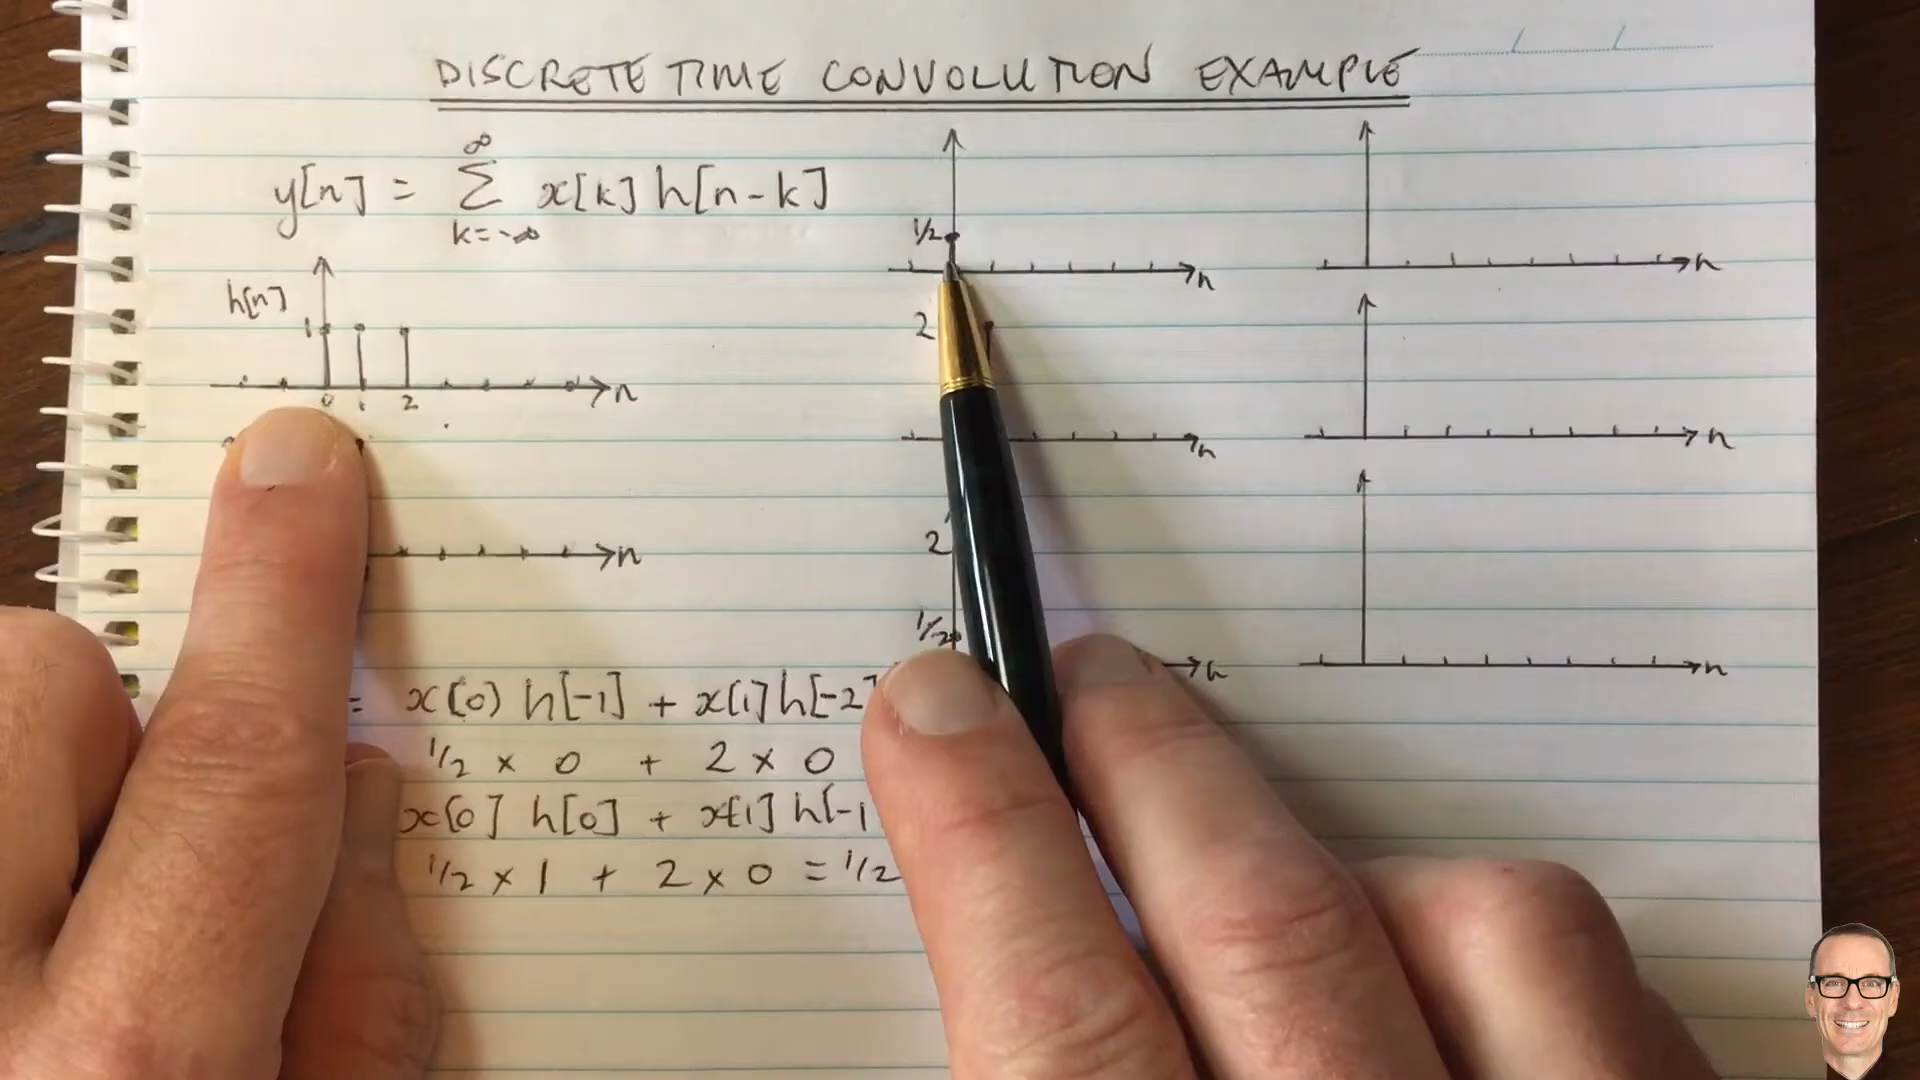 DISCRETE TIME CONVOLUTION EXAMPLE
y[n] = ∞ Σ k=-∞ x[k] h[n-k]
h[n]
1
0 1 2
n
n
1/2
n
2
n
2
1/2
n
n
n
n
= x[0] h[-1] + x[1] h[-2]
1/2 × 0 + 2 × 0
x[0] h[0] + x[1] h[-1
1/2 × 1 + 2 × 0 = 1/2